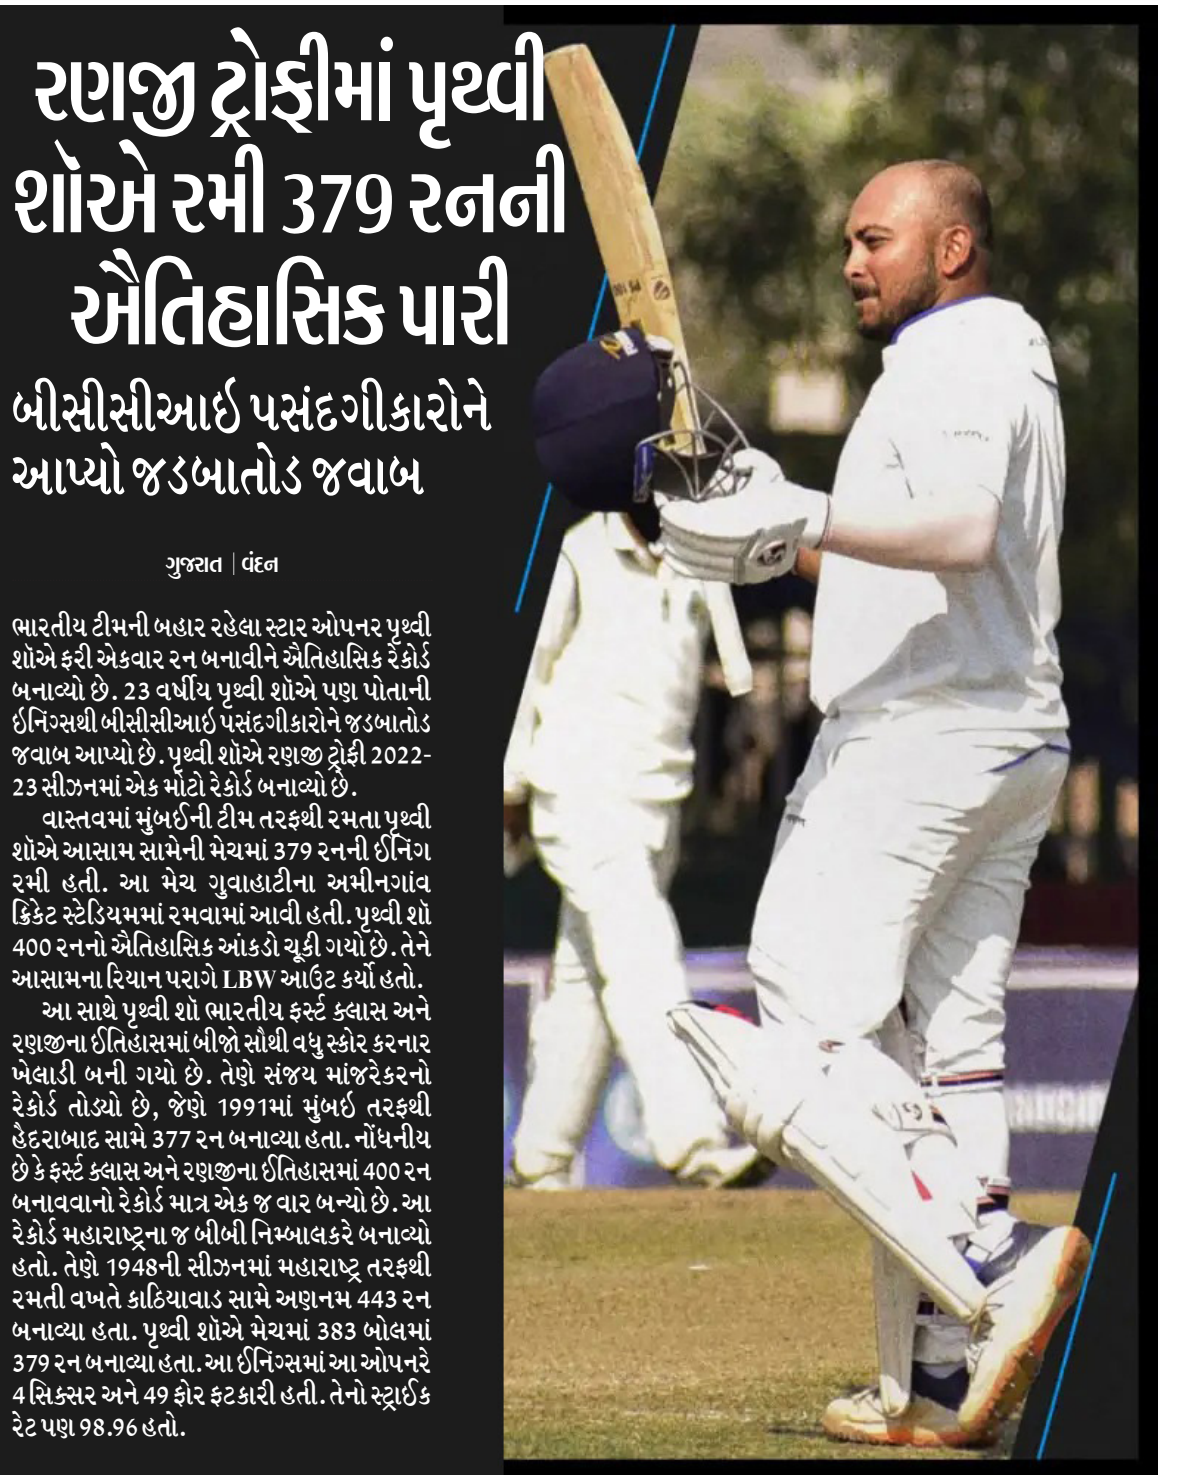 રણજી ટ્રોફીમાં પૃથ્વી
શૉએ રમી 379 રનની
ઐતિહાસિક પારી
બીસીસીઆઇ પસંદગીકારોને
આપ્યો જડબાતોડ જવાબ
ગુજરાત | વંદન
ભારતીય ટીમની બહાર રહેલા સ્ટાર ઓપનર પૃથ્વી
શૉએ ફરી એકવાર રન બનાવીને ઐતિહાસિક રેકોર્ડ
બનાવ્યો છે. 23 વર્ષીય પૃથ્વી શૉએ પણ પોતાની
ઇનિંગ્સથી બીસીસીઆઇ પસંદગીકારોને જડબાતોડ
જવાબ આપ્યો છે. પૃથ્વી શૉએ રણજી ટ્રોફી 2022-
23 સીઝનમાં એક મોટો રેકોર્ડ બનાવ્યો છે.
વાસ્તવમાં મુંબઈની ટીમ તરફથી રમતા પૃથ્વી
શૉએ આસામ સામેની મેચમાં 379 રનની ઈનિંગ
રમી હતી. આ મેચ ગુવાહાટીના અમીનગાંવ
ક્રિકેટ સ્ટેડિયમમાં રમવામાં આવી હતી. પૃથ્વી શૉ
400 રનનો ઐતિહાસિક આંકડો ચૂકી ગયો છે. તેને
આસામના રિયાન પરાગે LBW આઉટ કર્યો હતો.
આ સાથે પૃથ્વી શૉ ભારતીય ફર્સ્ટ ક્લાસ અને
રણજીના ઈતિહાસમાં બીજો સૌથી વધુ સ્કોર કરનાર
ખેલાડી બની ગયો છે. તેણે સંજય માંજરેકરનો
રેકોર્ડ તોડ્યો છે, જેણે 1991માં મુંબઇ તરફથી
હૈદરાબાદ સામે 377 રન બનાવ્યા હતા. નોંધનીય
છે કે ફર્સ્ટ ક્લાસ અને રણજીના ઈતિહાસમાં 400 રન
બનાવવાનો રેકોર્ડ માત્ર એક જ વાર બન્યો છે. આ
રેકોર્ડ મહારાષ્ટ્રના જ બીબી નિમ્બાલકરે બનાવ્યો
હતો. તેણે 1948ની સીઝનમાં મહારાષ્ટ્ર તરફથી
રમતી વખતે કાઠિયાવાડ સામે અણનમ 443 રન
બનાવ્યા હતા. પૃથ્વી શૉએ મેચમાં 383 બોલમાં
379 રન બનાવ્યા હતા. આ ઈનિંગ્સમાં આ ઓપનરે
4 સિક્સર અને 49 ફોર ફટકારી હતી. તેનો સ્ટ્રાઈક
રેટ પણ 98.96 હતો.